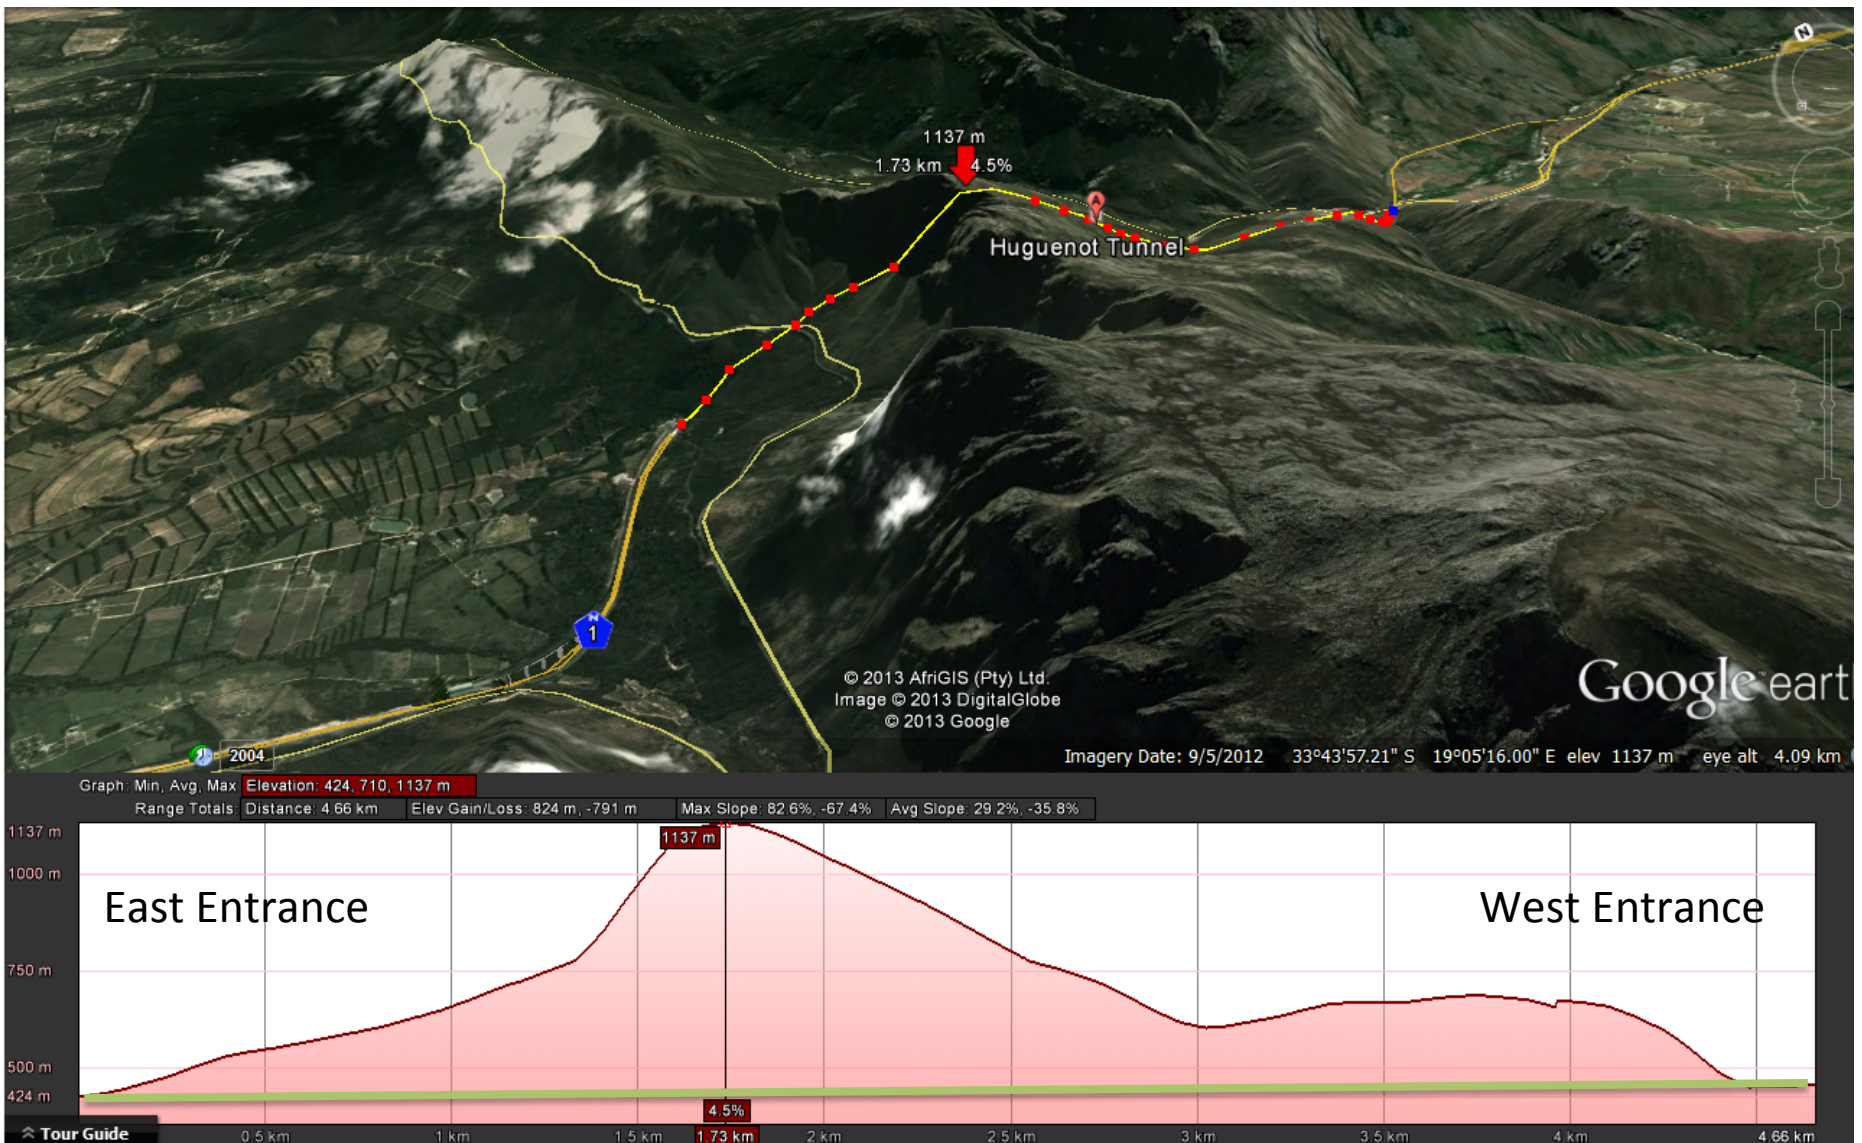 N
1137 m
1.73 km 4.5%
A
Huguenot Tunnel
N
1
© 2013 AfriGIS (Pty) Ltd.
Image © 2013 DigitalGlobe
© 2013 Google
Google earth
2004
Imagery Date: 9/5/2012 33°43'57.21" S 19°05'16.00" E elev 1137 m eye alt 4.09 km
Graph: Min, Avg, Max Elevation: 424, 710, 1137 m
Range Totals: Distance: 4.66 km Elev Gain/Loss: 824 m, -791 m Max Slope: 82.6%, -67.4% Avg Slope: 29.2%, -35.8%
1137 m
1137 m
1000 m
East Entrance West Entrance
750 m
500 m
424 m
4.5%
Tour Guide 0.5 km 1 km 1.5 km 1.73 km 2 km 2.5 km 3 km 3.5 km 4 km 4.66 km